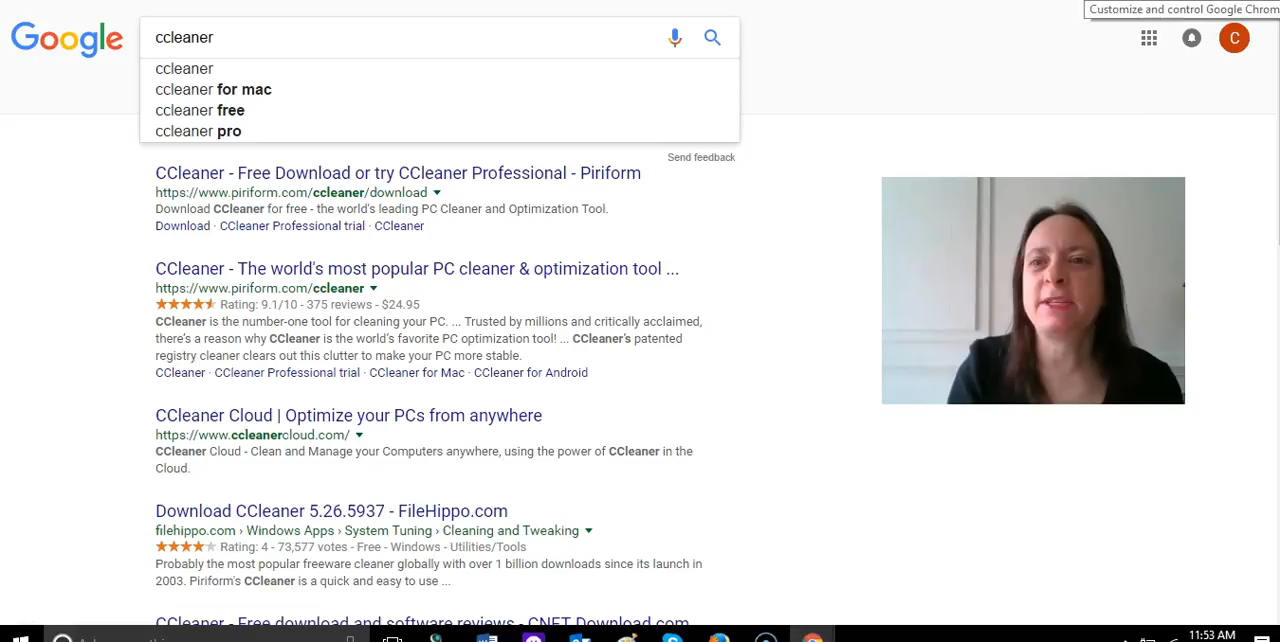 Customize and control Google Chrom
Google
ccleaner
C
ccleaner
ccleaner for mac
ccleaner free
ccleaner pro
Send feedback
CCleaner - Free Download or try CCleaner Professional - Piriform
https://www.piriform.com/ccleaner/download
Download CCleaner for free - the world's leading PC Cleaner and Optimization Tool.
Download · CCleaner Professional trial · CCleaner
CCleaner - The world's most popular PC cleaner & optimization tool ...
https://www.piriform.com/ccleaner
Rating: 9.1/10 - 375 reviews - $24.95
CCleaner is the number-one tool for cleaning your PC. ... Trusted by millions and critically acclaimed,
there's a reason why CCleaner is the world's favorite PC optimization tool! ... CCleaner's patented
registry cleaner clears out this clutter to make your PC more stable.
CCleaner · CCleaner Professional trial · CCleaner for Mac · CCleaner for Android
CCleaner Cloud | Optimize your PCs from anywhere
https://www.ccleanercloud.com/
CCleaner Cloud - Clean and Manage your Computers anywhere, using the power of CCleaner in the
Cloud.
Download CCleaner 5.26.5937 - FileHippo.com
filehippo.com › Windows Apps › System Tuning › Cleaning and Tweaking
Rating: 4 - 73,577 votes - Free - Windows - Utilities/Tools
Probably the most popular freeware cleaner globally with over 1 billion downloads since its launch in
2003. Piriform's CCleaner is a quick and easy to use ...
CCleaner - Free download and software reviews - CNET Download.com
11:53 AM